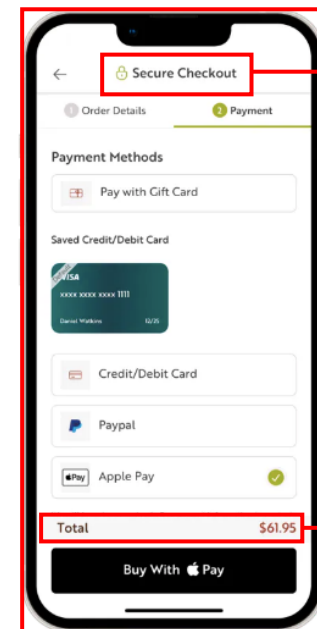 Secure Checkout
1 Order Details 2 Payment
Payment Methods
Pay with Gift Card
Saved Credit/Debit Card
VISA
xxxx xxxx xxxx 1111
Daniel Watkins 12/25
Credit/Debit Card
Paypal
Pay Apple Pay
Total $61.95
Buy With Pay